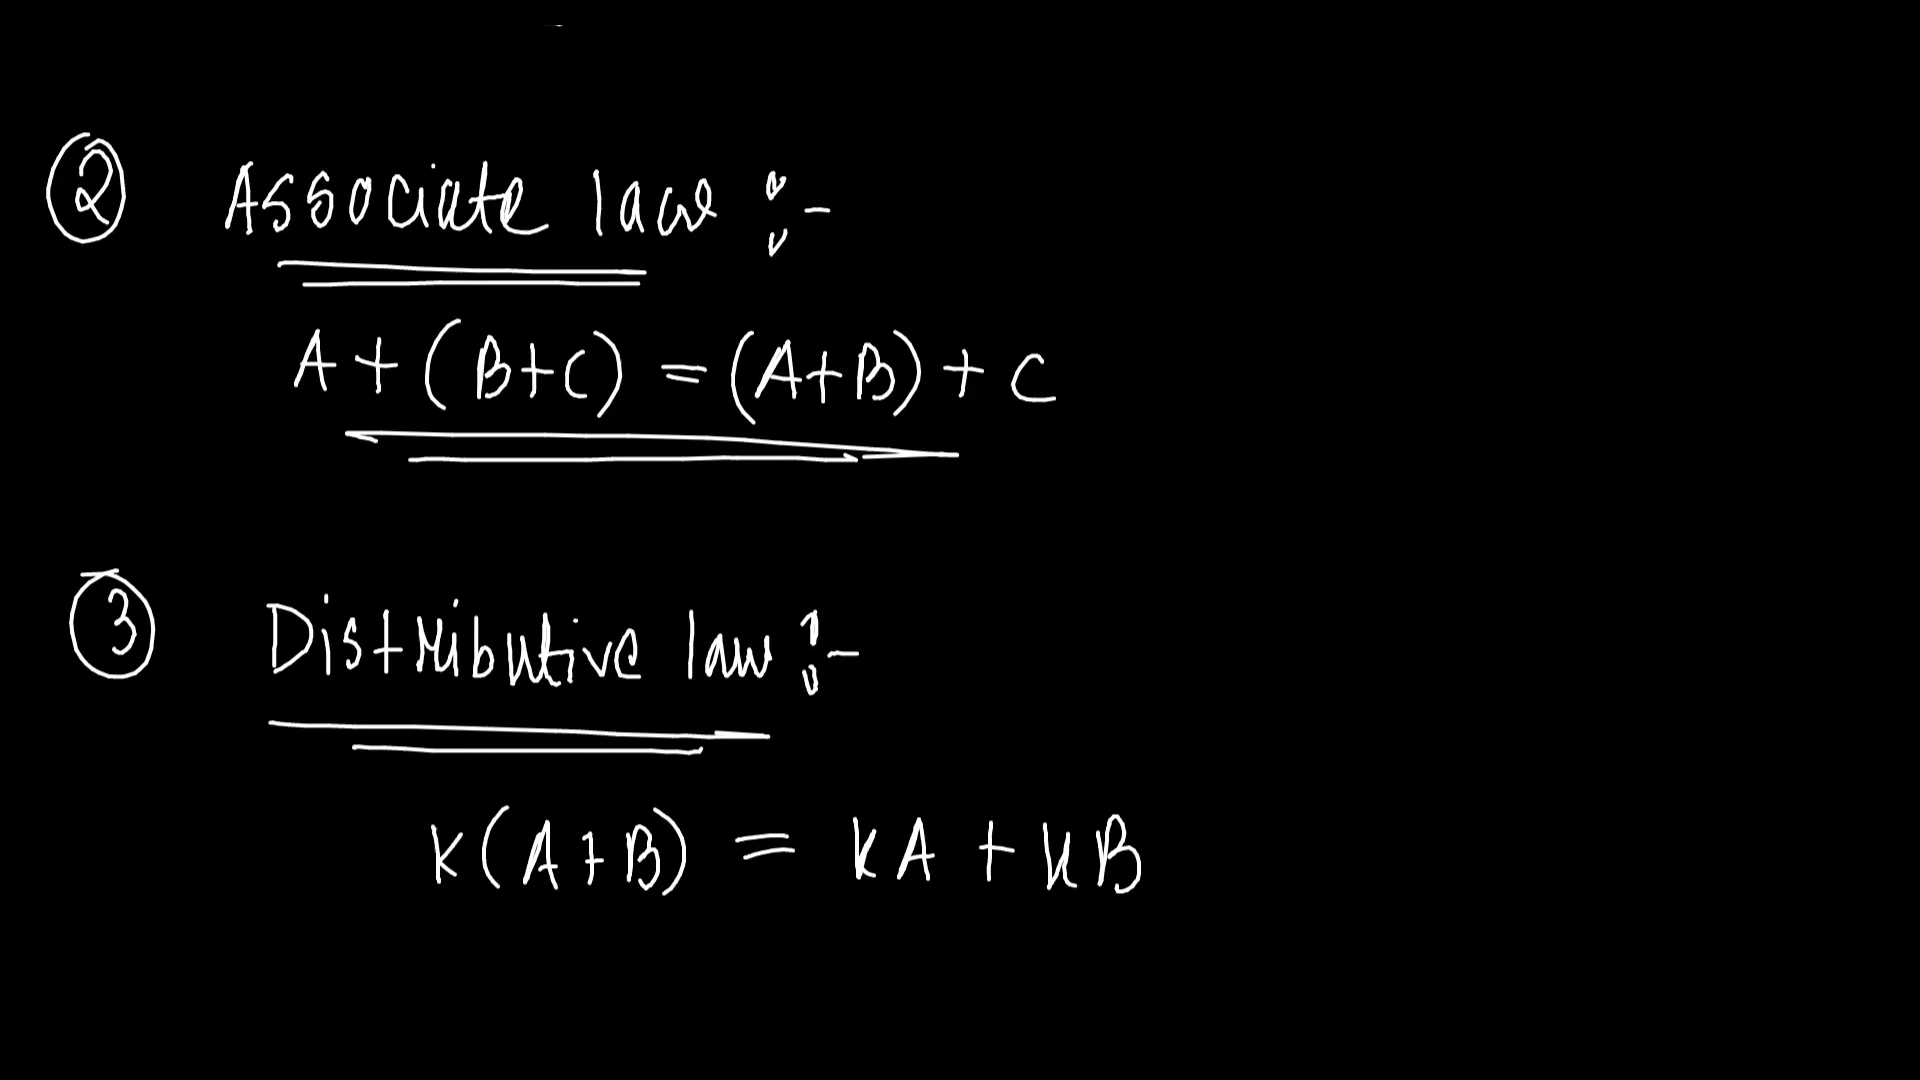 ② Associate law :-
A + (B+C) = (A+B) + C
③ Distributive law :-
K(A+B) = KA + KB